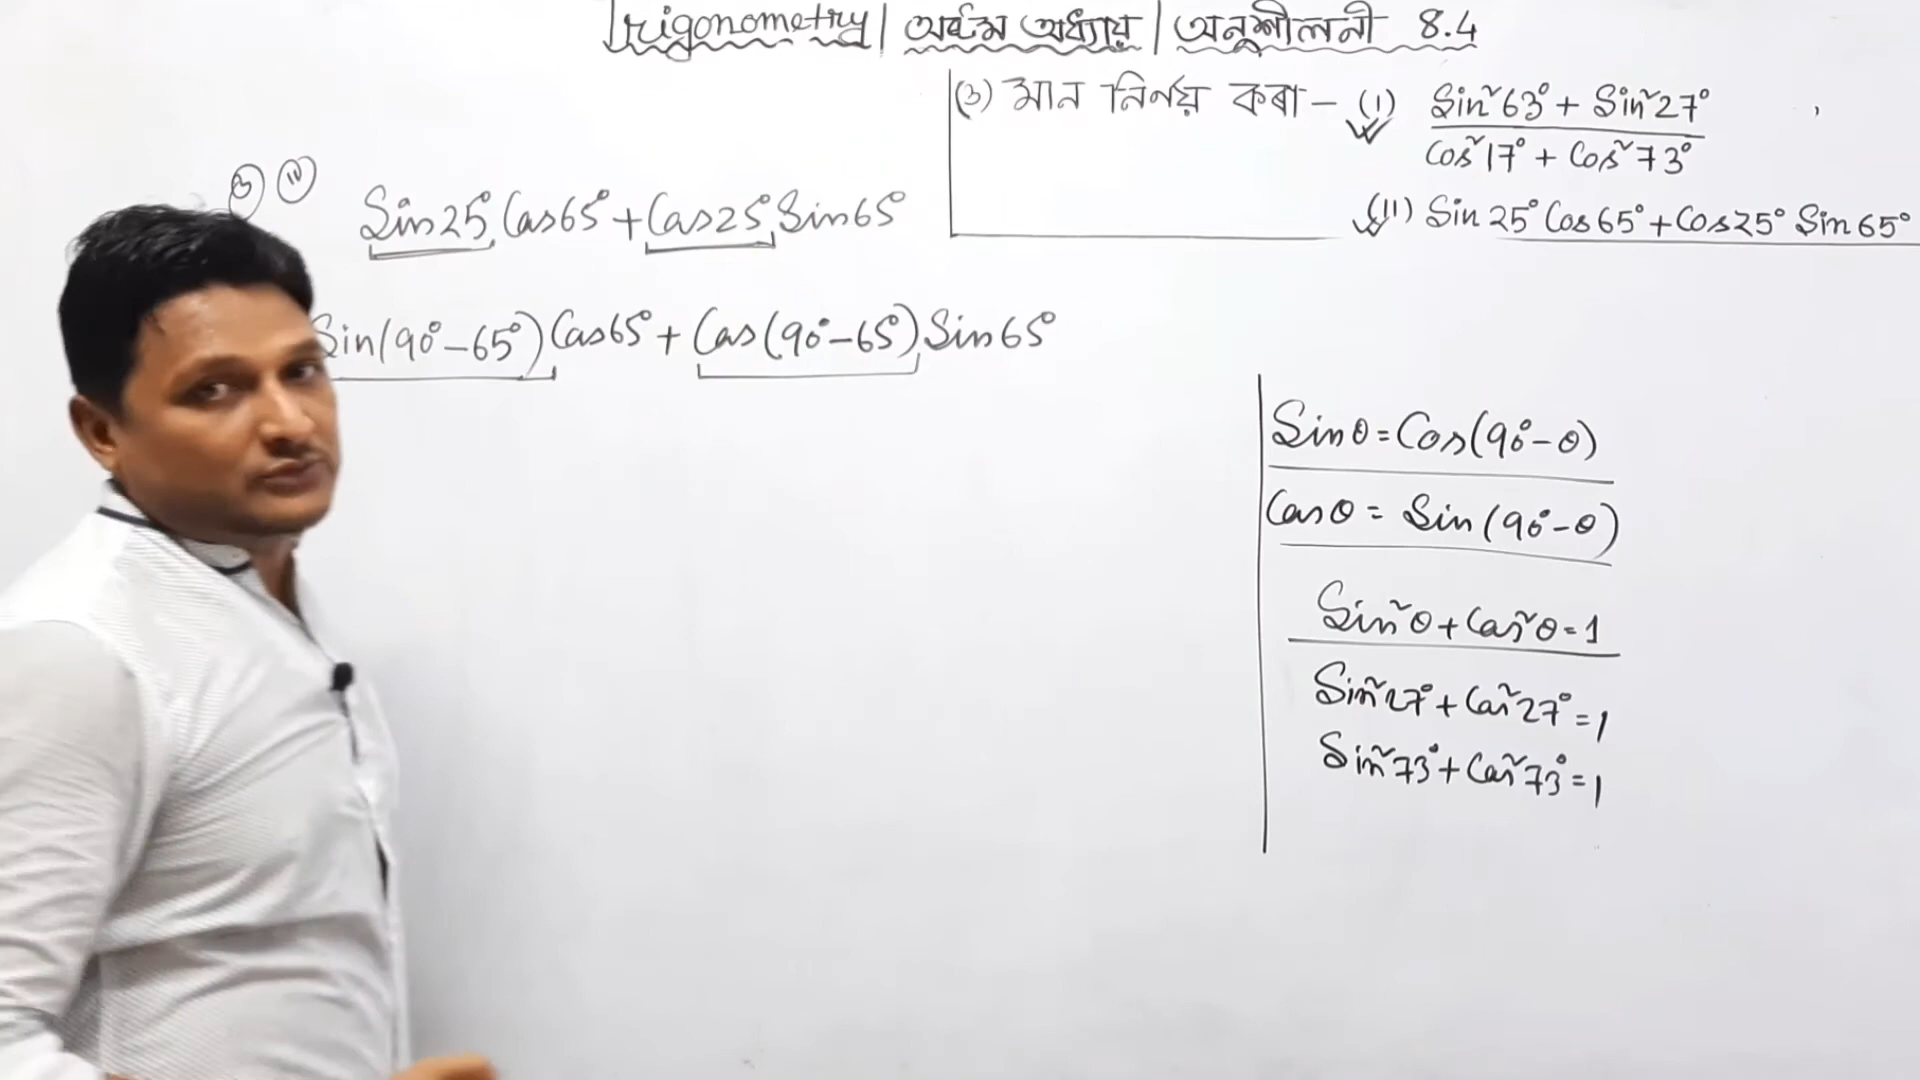 Trigonometry | অষ্টম অধ্যায় | অনুশীলনী 8.4
(৩) মান নিৰ্ণয় কৰা – (i) Sin²63° + Sin²27°
Cos²17° + Cos²73°
(ii) Sin 25° Cos 65° + Cos 25° Sin 65°
Sin25° Cos65° + Cos25° Sin65°
Sin(90°–65°) Cos65° + Cos(90°–65°) Sin65°
Sinθ = Cos(90°–θ)
Cosθ = Sin(90°–θ)
Sin²θ + Cos²θ = 1
Sin²27° + Cos²27° = 1
Sin²73° + Cos²73° = 1